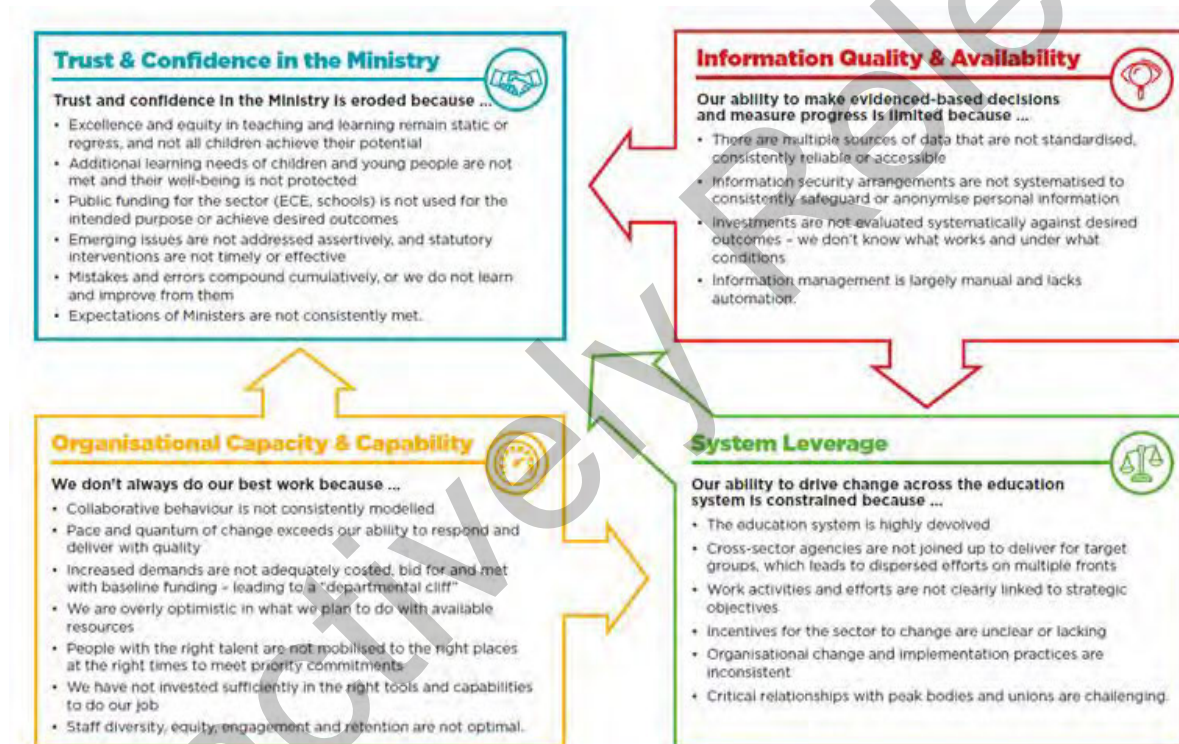 Trust & Confidence in the Ministry
Trust and confidence in the Ministry is eroded because ...
• Excellence and equity in teaching and learning remain static or
regress, and not all children achieve their potential
• Additional learning needs of children and young people are not
met and their well-being is not protected
• Public funding for the sector (ECE, schools) is not used for the
intended purpose or achieve desired outcomes
• Emerging issues are not addressed assertively, and statutory
interventions are not timely or effective
• Mistakes and errors compound cumulatively, or we do not learn
and improve from them
• Expectations of Ministers are not consistently met.
Information Quality & Availability
Our ability to make evidenced-based decisions
and measure progress is limited because ...
• There are multiple sources of data that are not standardised,
consistently reliable or accessible
• Information security arrangements are not systematised to
consistently safeguard or anonymise personal information
• Investments are not evaluated systematically against desired
outcomes – we don't know what works and under what
conditions
• Information management is largely manual and lacks
automation.
Organisational Capacity & Capability
We don't always do our best work because ...
• Collaborative behaviour is not consistently modelled
• Pace and quantum of change exceeds our ability to respond and
deliver with quality
• Increased demands are not adequately costed, bid for and met
with baseline funding – leading to a "departmental cliff"
• We are overly optimistic in what we plan to do with available
resources
• People with the right talent are not mobilised to the right places
at the right times to meet priority commitments
• We have not invested sufficiently in the right tools and capabilities
to do our job
• Staff diversity, equity, engagement and retention are not optimal.
System Leverage
Our ability to drive change across the education
system is constrained because ...
• The education system is highly devolved
• Cross-sector agencies are not joined up to deliver for target
groups, which leads to dispersed efforts on multiple fronts
• Work activities and efforts are not clearly linked to strategic
objectives
• Incentives for the sector to change are unclear or lacking
• Organisational change and implementation practices are
inconsistent
• Critical relationships with peak bodies and unions are challenging.
ctively Rele